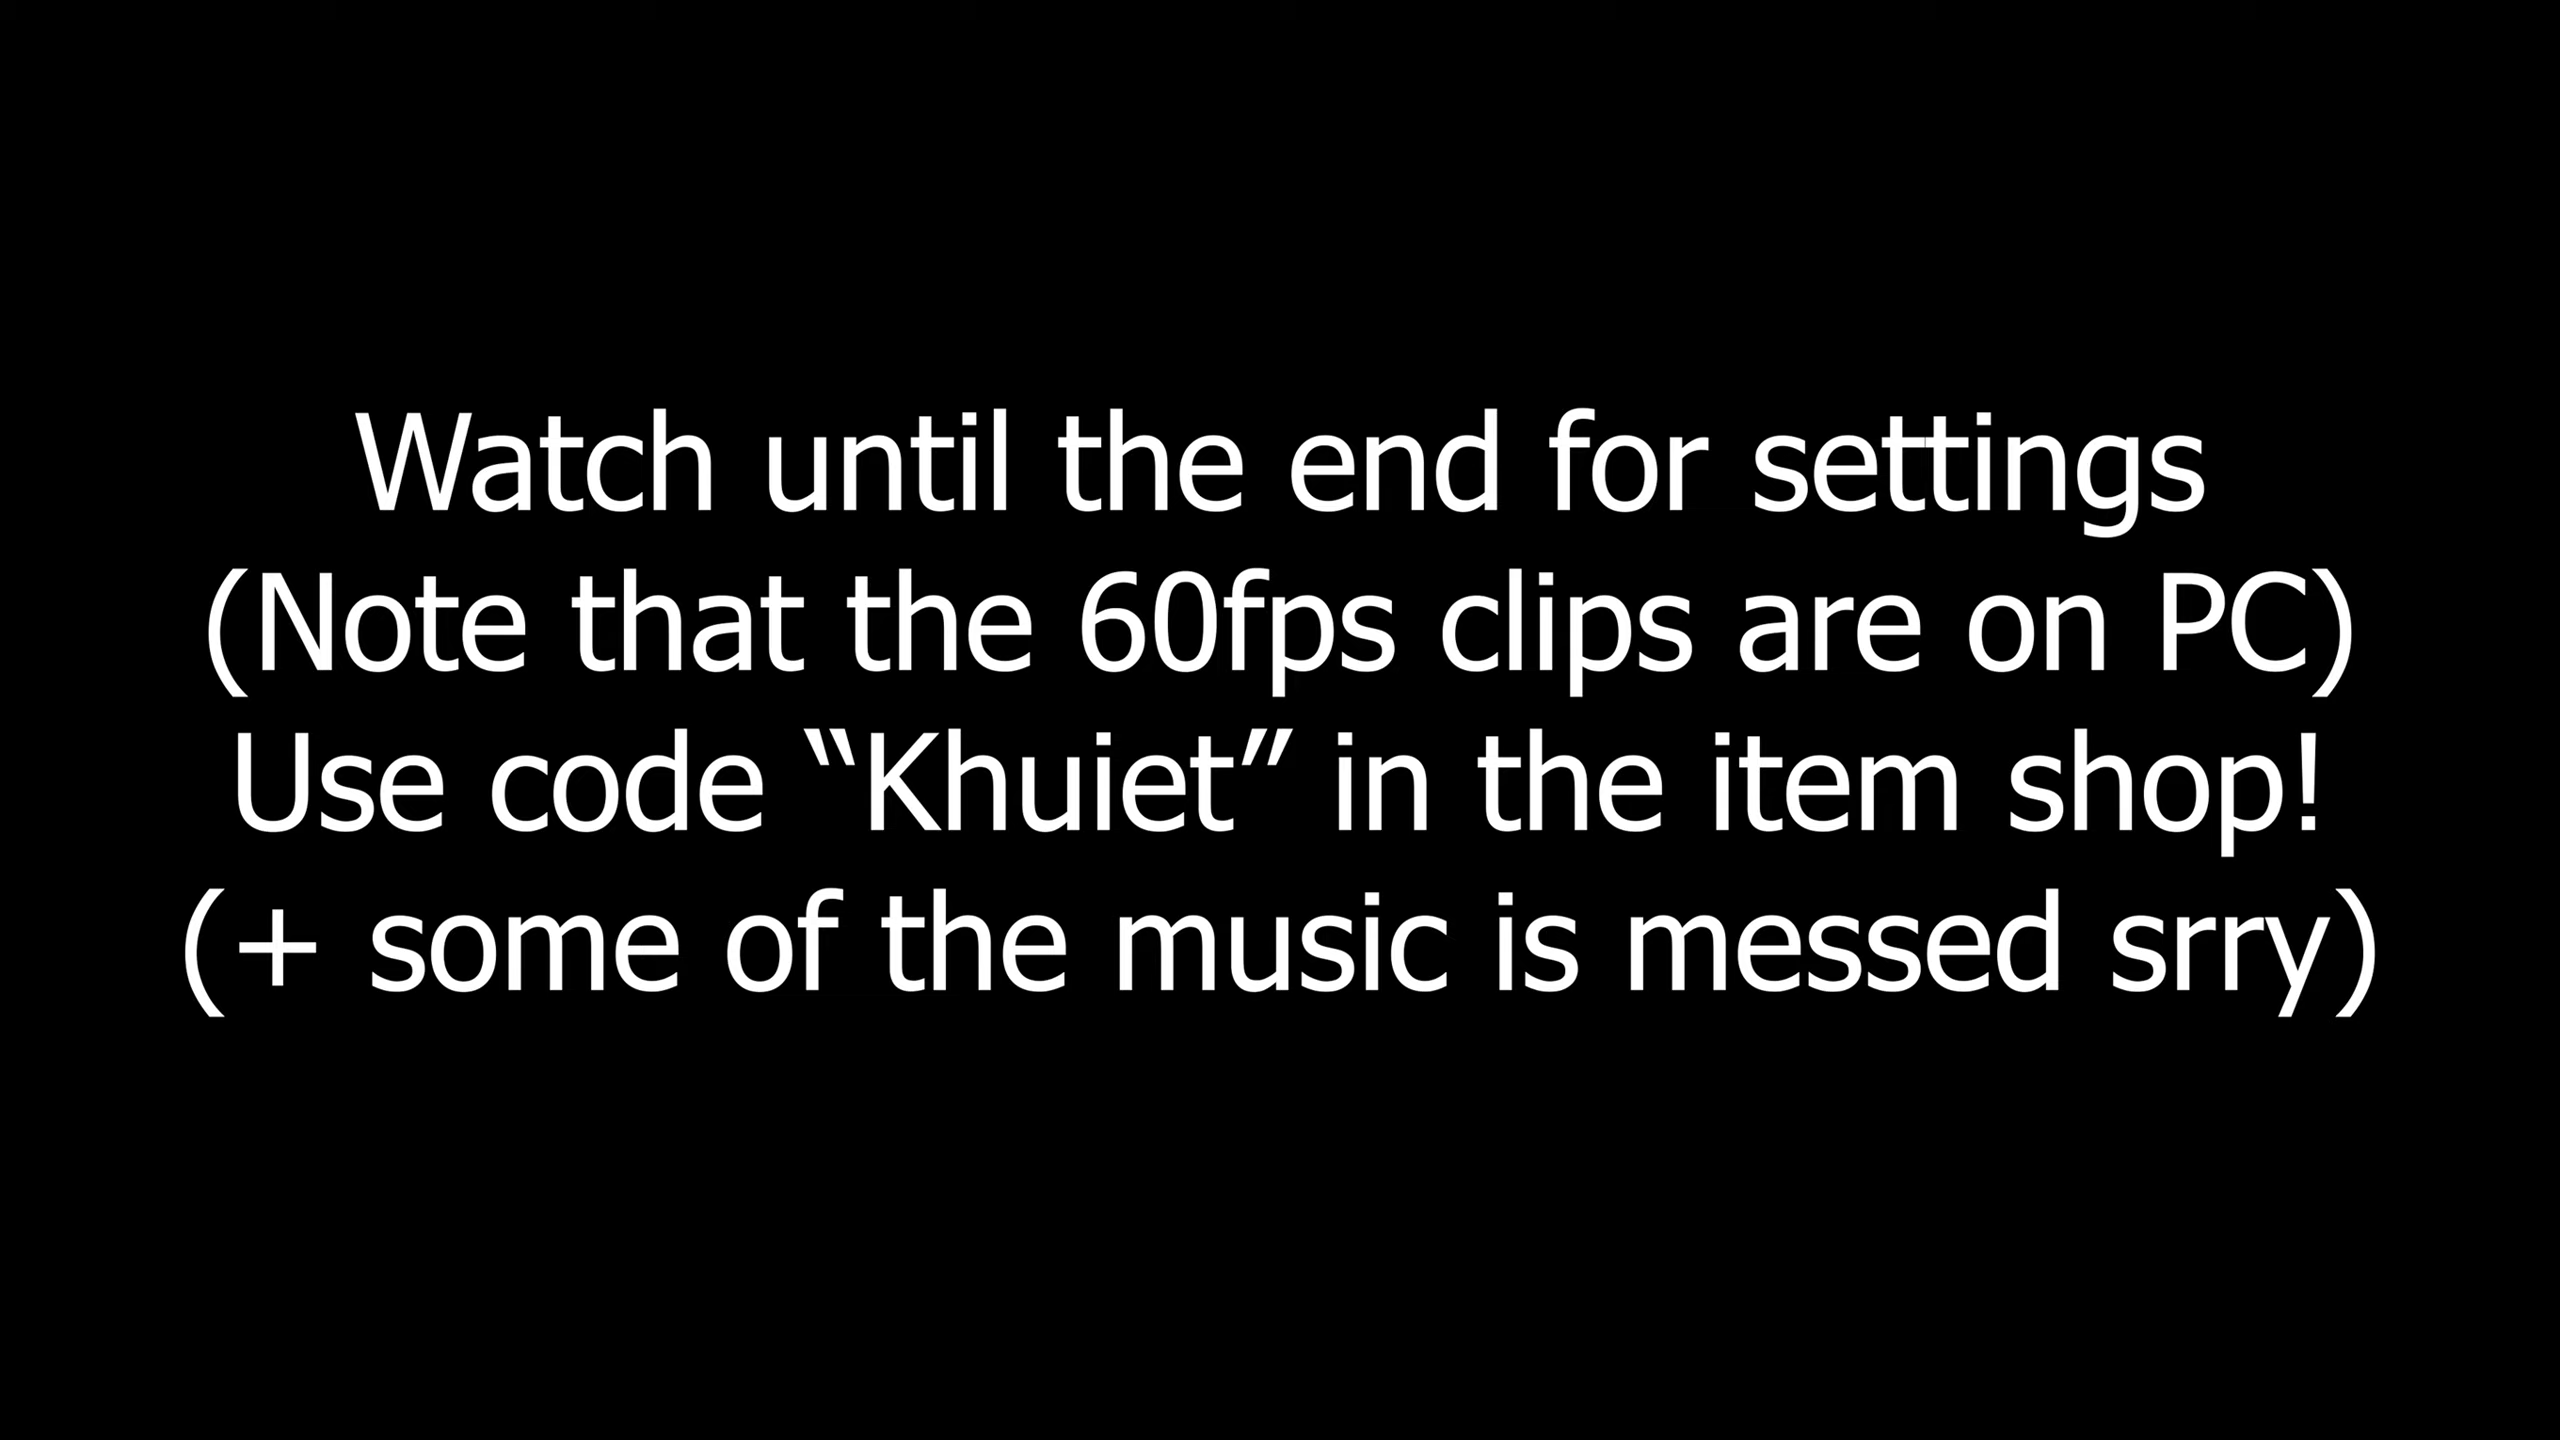 Watch until the end for settings
(Note that the 60fps clips are on PC)
Use code “Khuiet” in the item shop!
(+ some of the music is messed srry)